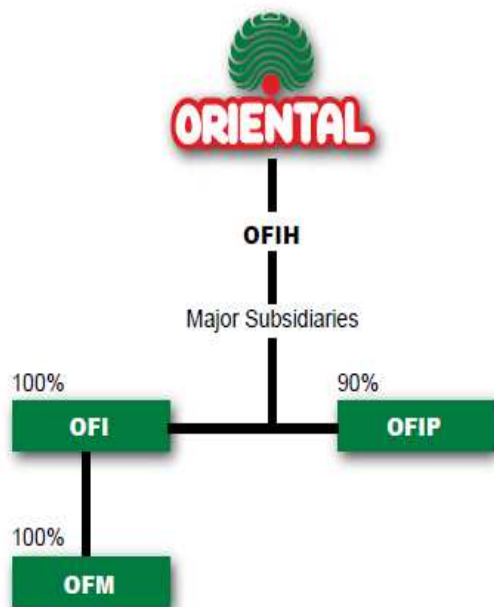 ORIENTAL
OFIH
Major Subsidiaries
100%
90%
OFI
OFIP
100%
OFM